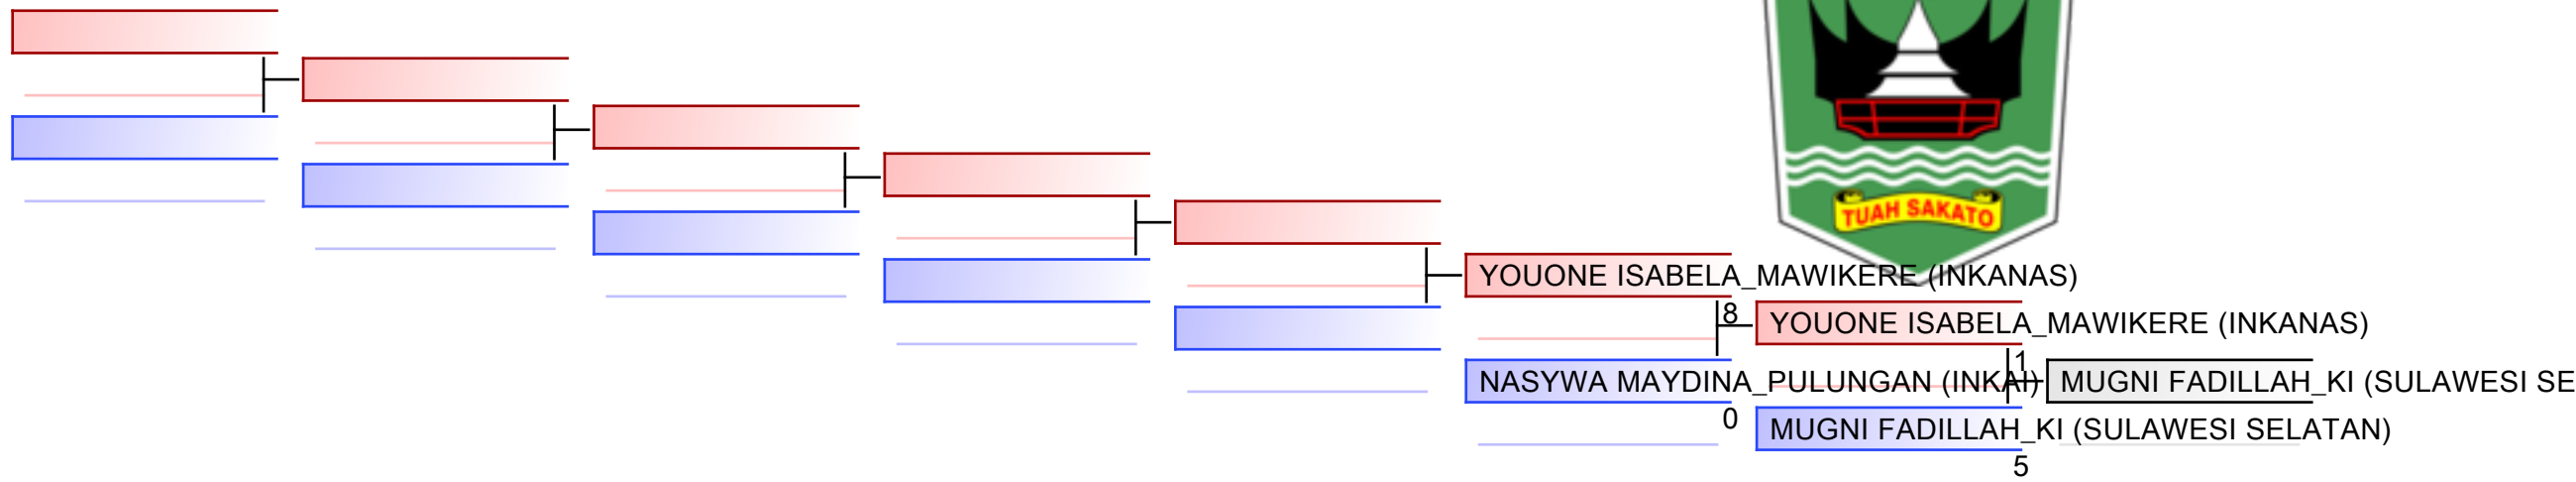 TUAH SAKATO
YOUONE ISABELA_MAWIKERE (INKANAS)
8
YOUONE ISABELA_MAWIKERE (INKANAS)
1
NASYWA MAYDINA_PULUNGAN (INKAI)
MUGNI FADILLAH_KI (SULAWESI SE
0
MUGNI FADILLAH_KI (SULAWESI SELATAN)
5